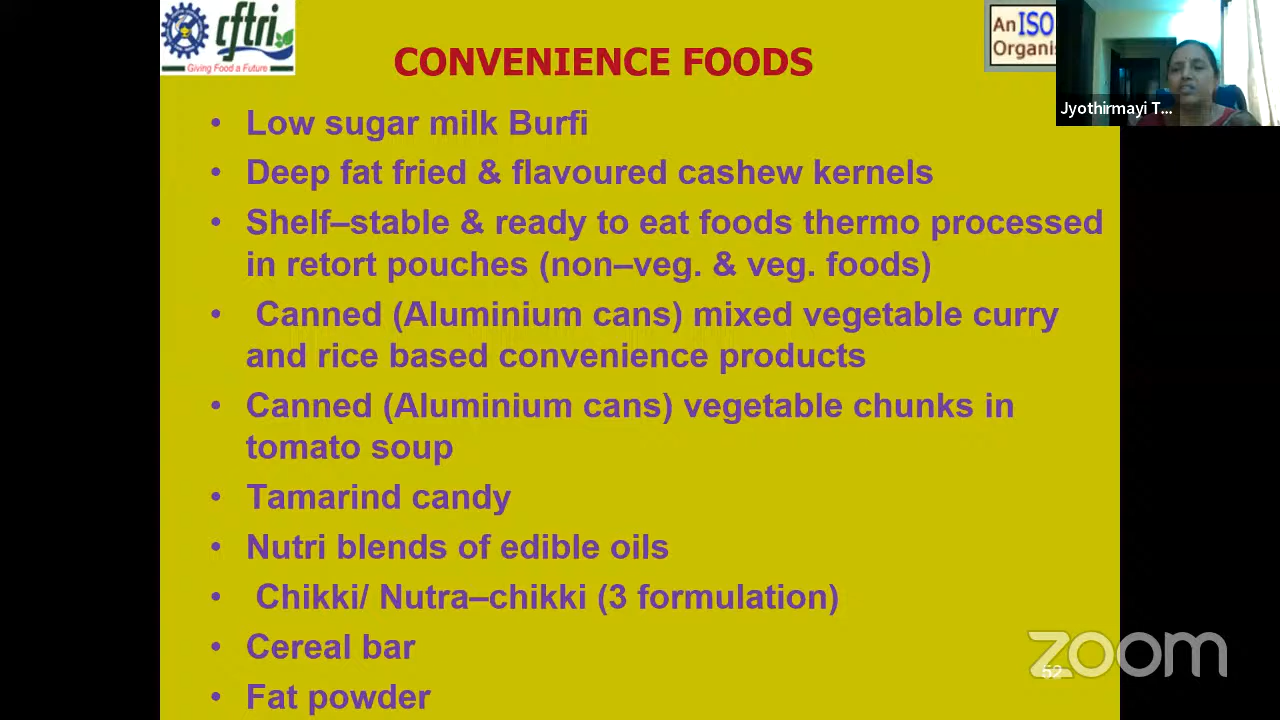 cftri
Giving Food a Future
CONVENIENCE FOODS
An ISO
Organis
Jyothirmayi T...
• Low sugar milk Burfi
• Deep fat fried & flavoured cashew kernels
• Shelf–stable & ready to eat foods thermo processed
in retort pouches (non–veg. & veg. foods)
• Canned (Aluminium cans) mixed vegetable curry
and rice based convenience products
• Canned (Aluminium cans) vegetable chunks in
tomato soup
• Tamarind candy
• Nutri blends of edible oils
• Chikki/ Nutra–chikki (3 formulation)
• Cereal bar
• Fat powder
zoom
52